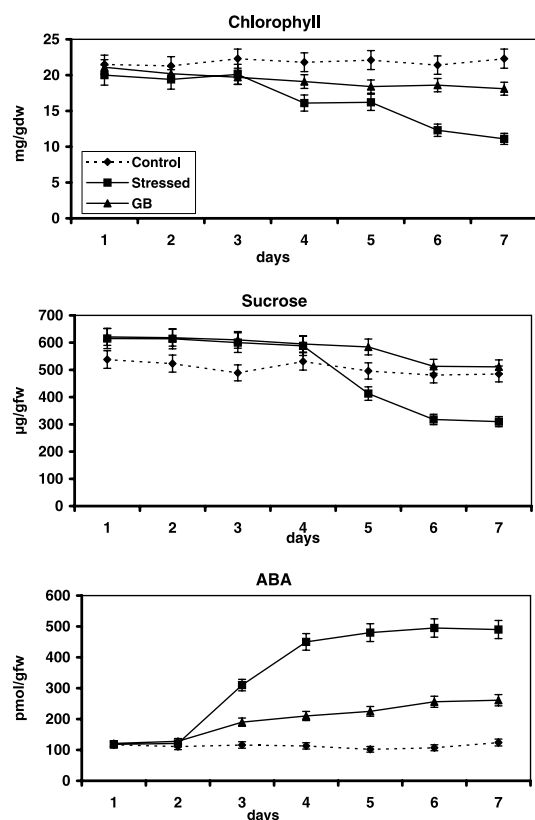 Chlorophyll
25
20
15
10
5
0
mg/gdw
Control
Stressed
GB
1 2 3 4 5 6 7
days
Sucrose
700
600
500
400
300
200
100
0
µg/gfw
1 2 3 4 5 6 7
days
ABA
600
500
400
300
200
100
0
pmol/gfw
1 2 3 4 5 6 7
days